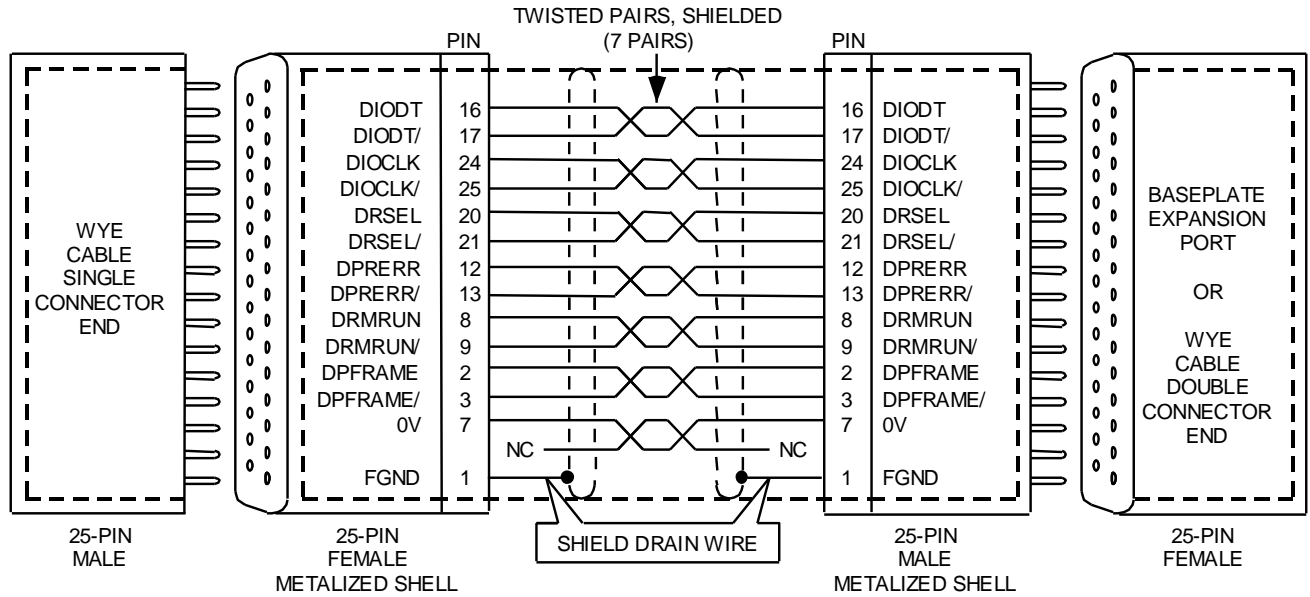 TWISTED PAIRS, SHIELDED
(7 PAIRS)
PIN
PIN
WYE
CABLE
SINGLE
CONNECTOR
END
DIODT 16
DIODT/ 17
DIOCLK 24
DIOCLK/ 25
DRSEL 20
DRSEL/ 21
DPRERR 12
DPRERR/ 13
DRMRUN 8
DRMRUN/ 9
DPFRAME 2
DPFRAME/ 3
0V 7
NC
FGND 1
16 DIODT
17 DIODT/
24 DIOCLK
25 DIOCLK/
20 DRSEL
21 DRSEL/
12 DPRERR
13 DPRERR/
8 DRMRUN
9 DRMRUN/
2 DPFRAME
3 DPFRAME/
7 0V
NC
1 FGND
BASEPLATE
EXPANSION
PORT
OR
WYE
CABLE
DOUBLE
CONNECTOR
END
SHIELD DRAIN WIRE
25-PIN
MALE
25-PIN
FEMALE
METALIZED SHELL
25-PIN
MALE
METALIZED SHELL
25-PIN
FEMALE